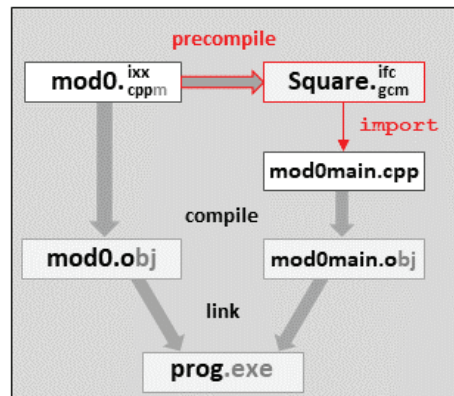 precompile
mod0.ixx cppm
Square.ifc gcm
import
mod0main.cpp
compile
mod0.obj
mod0main.obj
link
prog.exe